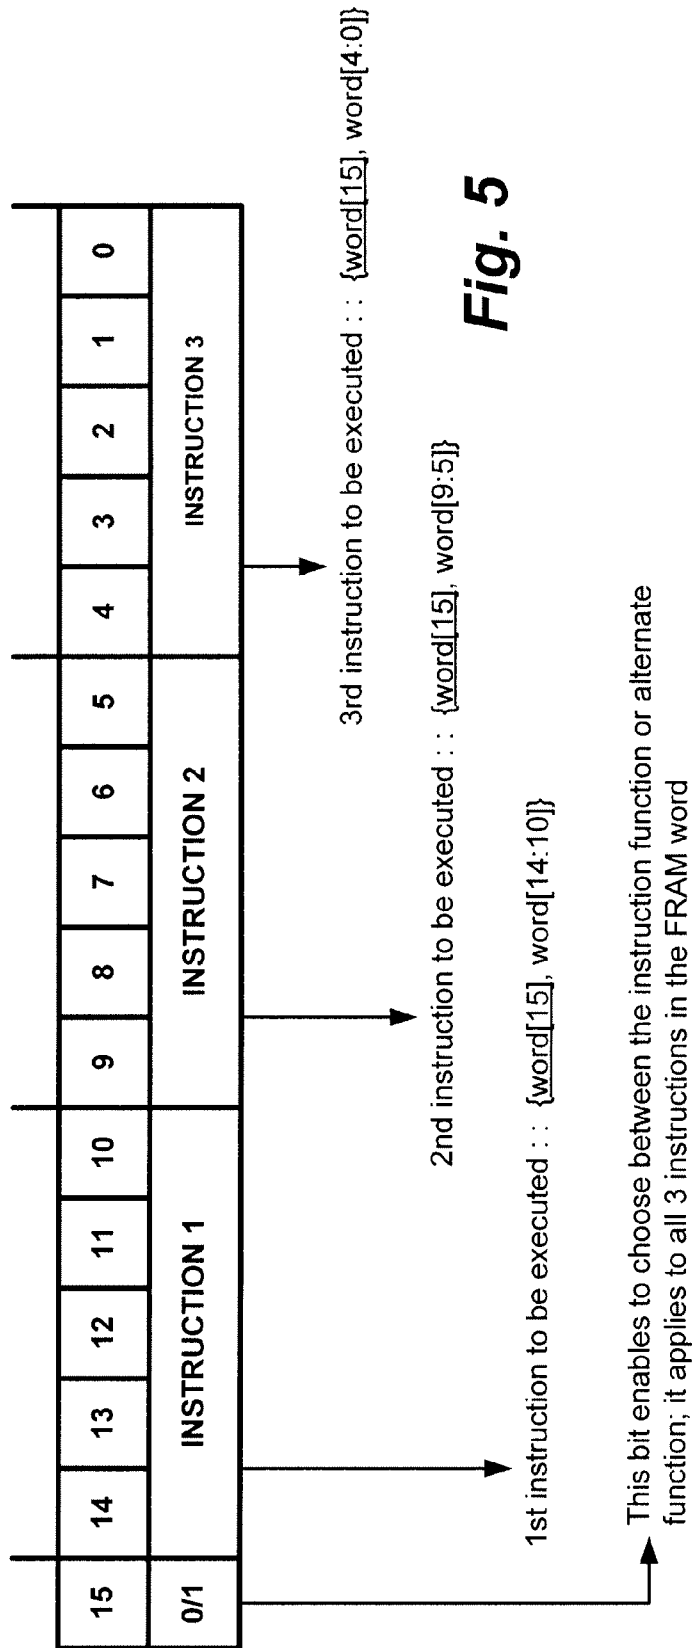 15 14 13 12 11 10 9 8 7 6 5 4 3 2 1 0
0/1 INSTRUCTION 1 INSTRUCTION 2 INSTRUCTION 3
3rd instruction to be executed : : {word[15], word[4:0]}
2nd instruction to be executed : : {word[15], word[9:5]}
1st instruction to be executed : : {word[15], word[14:10]}
This bit enables to choose between the instruction function or alternate
function; it applies to all 3 instructions in the FRAM word
Fig. 5